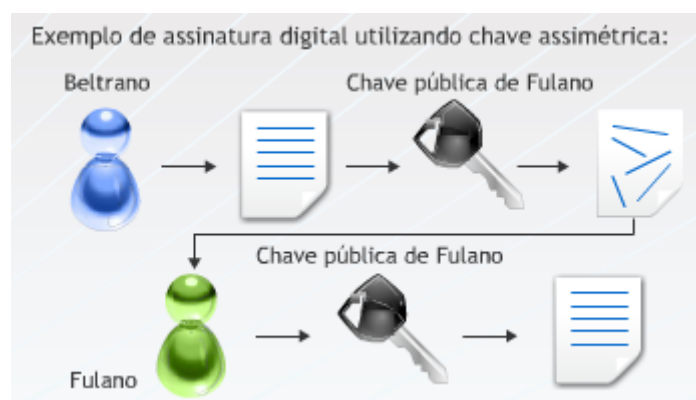 Exemplo de assinatura digital utilizando chave assimétrica:
Beltrano
Chave pública de Fulano
Chave pública de Fulano
Fulano